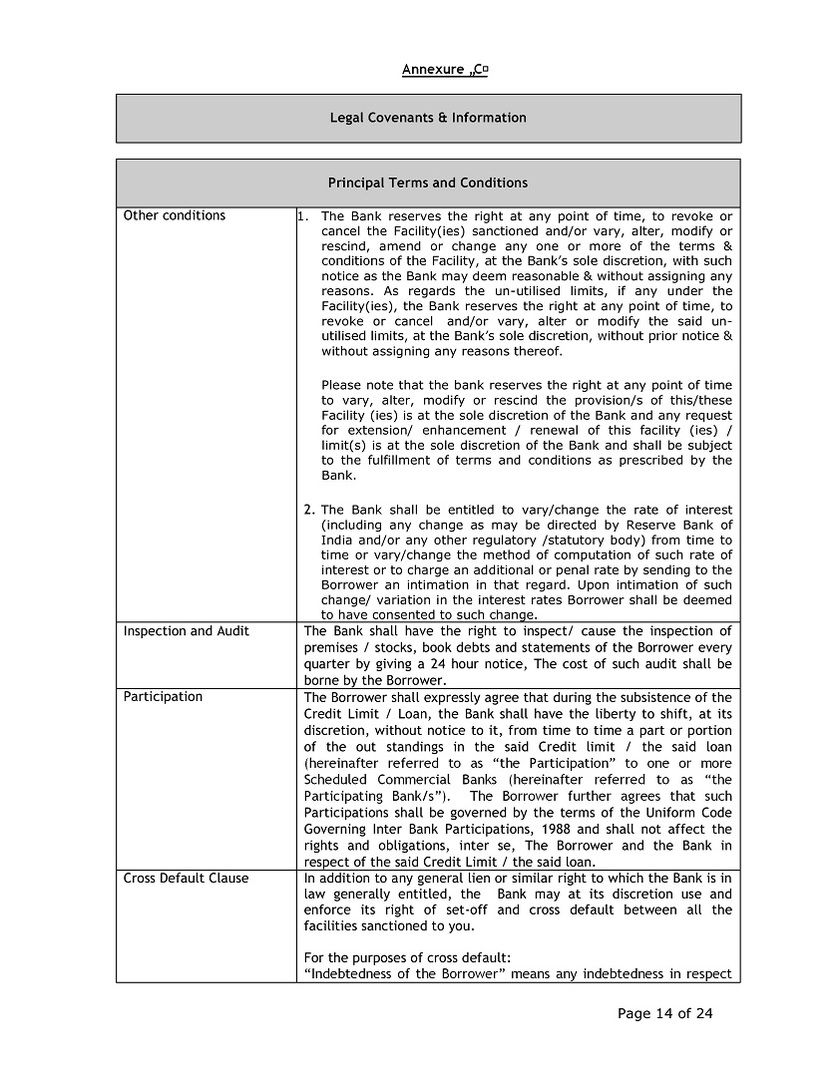 Annexure „C¤
Legal Covenants & Information
Principal Terms and Conditions
Other conditions
1. The Bank reserves the right at any point of time, to revoke or
cancel the Facility(ies) sanctioned and/or vary, alter, modify or
rescind, amend or change any one or more of the terms &
conditions of the Facility, at the Bank’s sole discretion, with such
notice as the Bank may deem reasonable & without assigning any
reasons. As regards the un-utilised limits, if any under the
Facility(ies), the Bank reserves the right at any point of time, to
revoke or cancel and/or vary, alter or modify the said un-
utilised limits, at the Bank’s sole discretion, without prior notice &
without assigning any reasons thereof.
Please note that the bank reserves the right at any point of time
to vary, alter, modify or rescind the provision/s of this/these
Facility (ies) is at the sole discretion of the Bank and any request
for extension/ enhancement / renewal of this facility (ies) /
limit(s) is at the sole discretion of the Bank and shall be subject
to the fulfillment of terms and conditions as prescribed by the
Bank.
2. The Bank shall be entitled to vary/change the rate of interest
(including any change as may be directed by Reserve Bank of
India and/or any other regulatory /statutory body) from time to
time or vary/change the method of computation of such rate of
interest or to charge an additional or penal rate by sending to the
Borrower an intimation in that regard. Upon intimation of such
change/ variation in the interest rates Borrower shall be deemed
to have consented to such change.
Inspection and Audit
The Bank shall have the right to inspect/ cause the inspection of
premises / stocks, book debts and statements of the Borrower every
quarter by giving a 24 hour notice, The cost of such audit shall be
borne by the Borrower.
Participation
The Borrower shall expressly agree that during the subsistence of the
Credit Limit / Loan, the Bank shall have the liberty to shift, at its
discretion, without notice to it, from time to time a part or portion
of the out standings in the said Credit limit / the said loan
(hereinafter referred to as “the Participation” to one or more
Scheduled Commercial Banks (hereinafter referred to as “the
Participating Bank/s”). The Borrower further agrees that such
Participations shall be governed by the terms of the Uniform Code
Governing Inter Bank Participations, 1988 and shall not affect the
rights and obligations, inter se, The Borrower and the Bank in
respect of the said Credit Limit / the said loan.
Cross Default Clause
In addition to any general lien or similar right to which the Bank is in
law generally entitled, the Bank may at its discretion use and
enforce its right of set-off and cross default between all the
facilities sanctioned to you.
For the purposes of cross default:
“Indebtedness of the Borrower” means any indebtedness in respect
Page 14 of 24